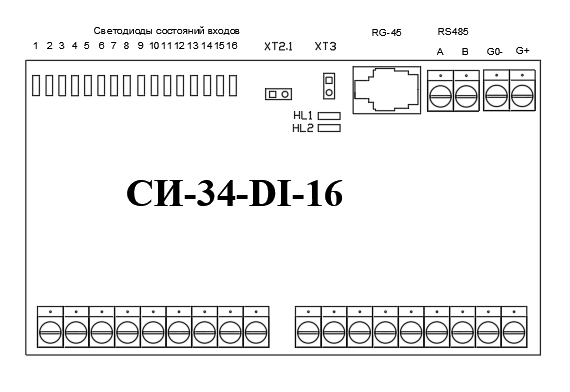 Светодиоды состояний входов
RG-45
RS485
1 2 3 4 5 6 7 8 9 10 11 12 13 14 15 16
XT2.1
XT3
A
B
G0-
G+
HL1
HL2
СИ-34-DI-16